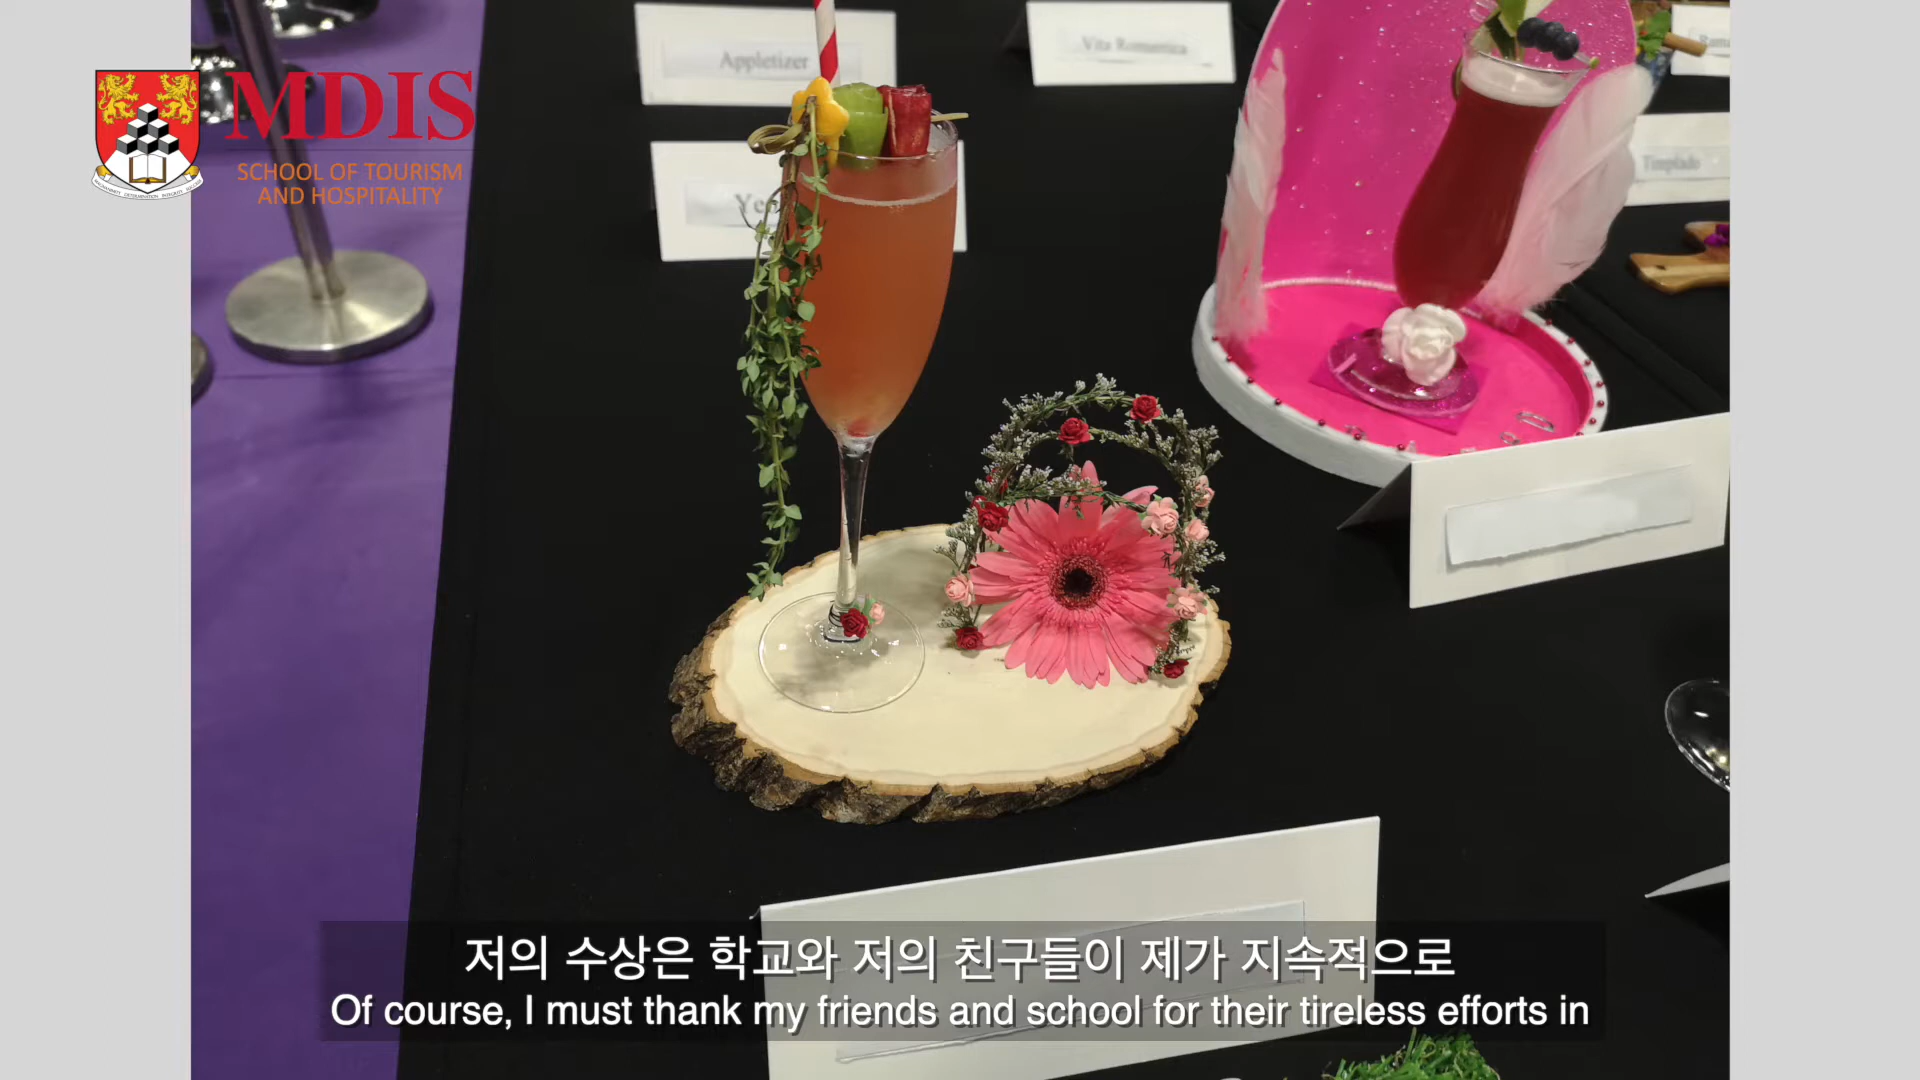 MDIS
SCHOOL OF TOURISM
AND HOSPITALITY
Appletizer
Vita Romantica
저의 수상은 학교와 저의 친구들이 제가 지속적으로
Of course, I must thank my friends and school for their tireless efforts in